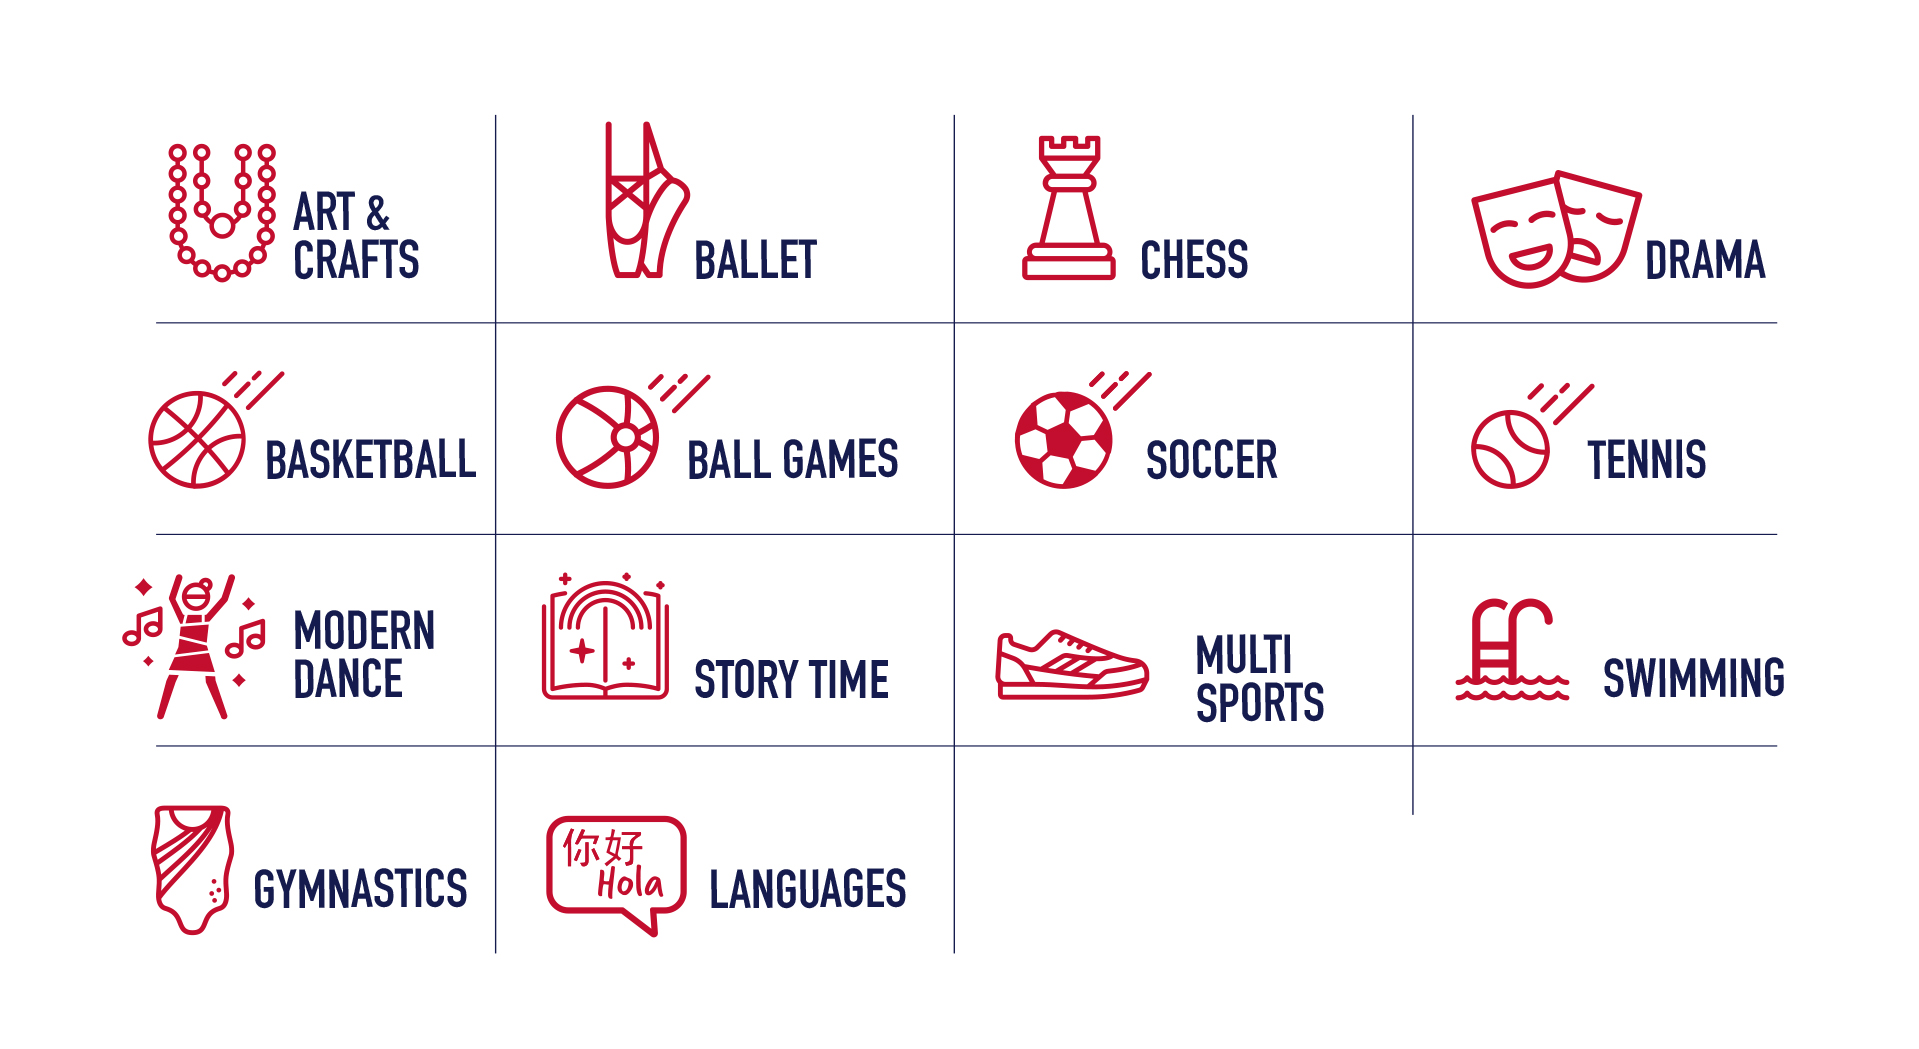 ART &
CRAFTS
BALLET
CHESS
DRAMA
BASKETBALL
BALL GAMES
SOCCER
TENNIS
MODERN
DANCE
STORY TIME
MULTI
SPORTS
SWIMMING
GYMNASTICS
你好
Hola
LANGUAGES